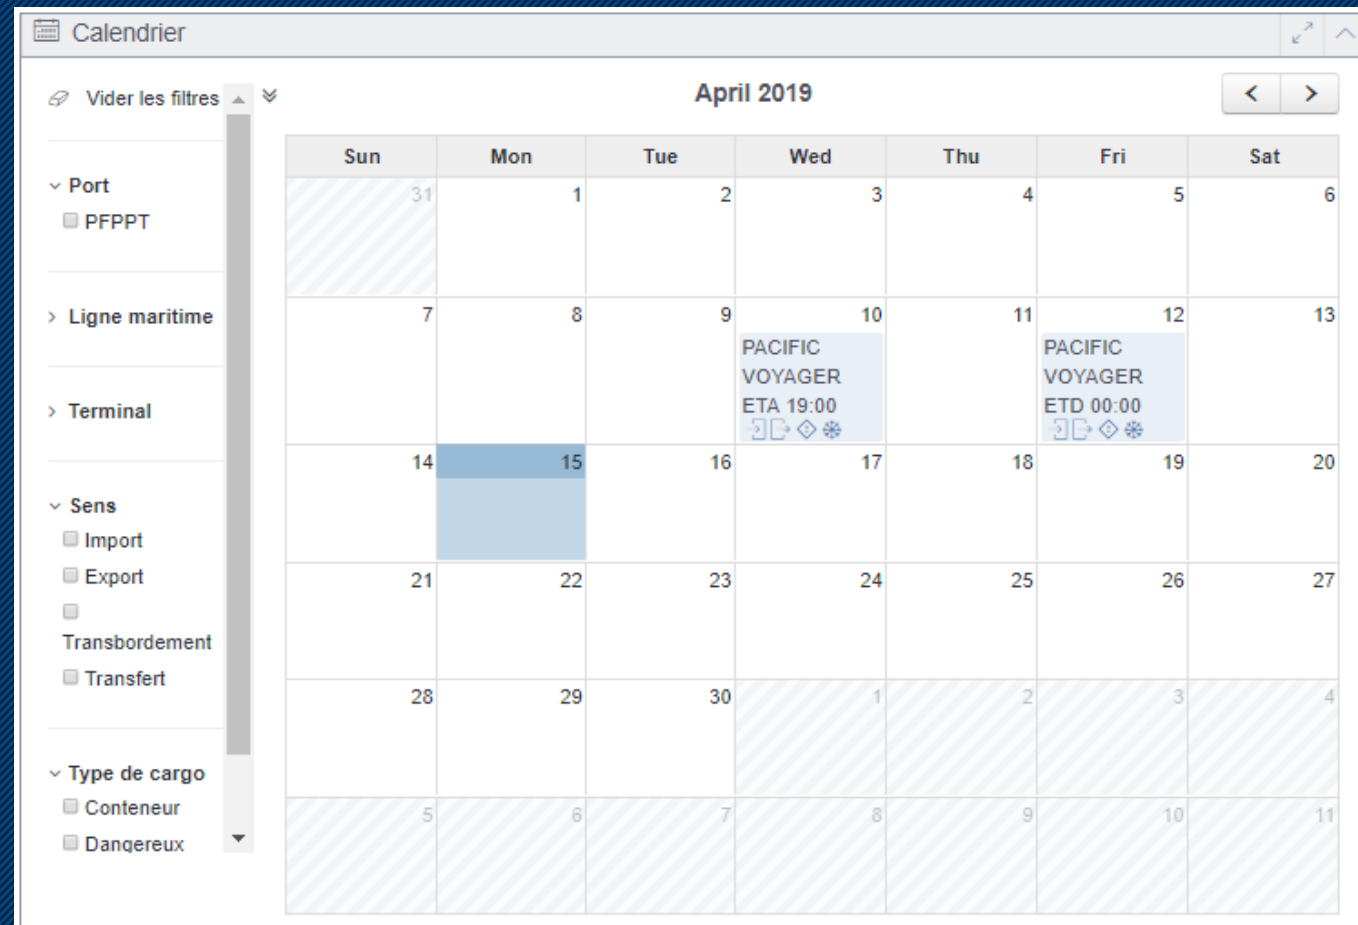 Calendrier
Vider les filtres
Port
PFPPT
Ligne maritime
Terminal
Sens
Import
Export
Transbordement
Transfert
Type de cargo
Conteneur
Dangereux
April 2019
Sun Mon Tue Wed Thu Fri Sat
31 1 2 3 4 5 6
7 8 9 10 11 12 13
PACIFIC
VOYAGER
ETA 19:00
PACIFIC
VOYAGER
ETD 00:00
14 15 16 17 18 19 20
21 22 23 24 25 26 27
28 29 30 1 2 3 4
5 6 7 8 9 10 11